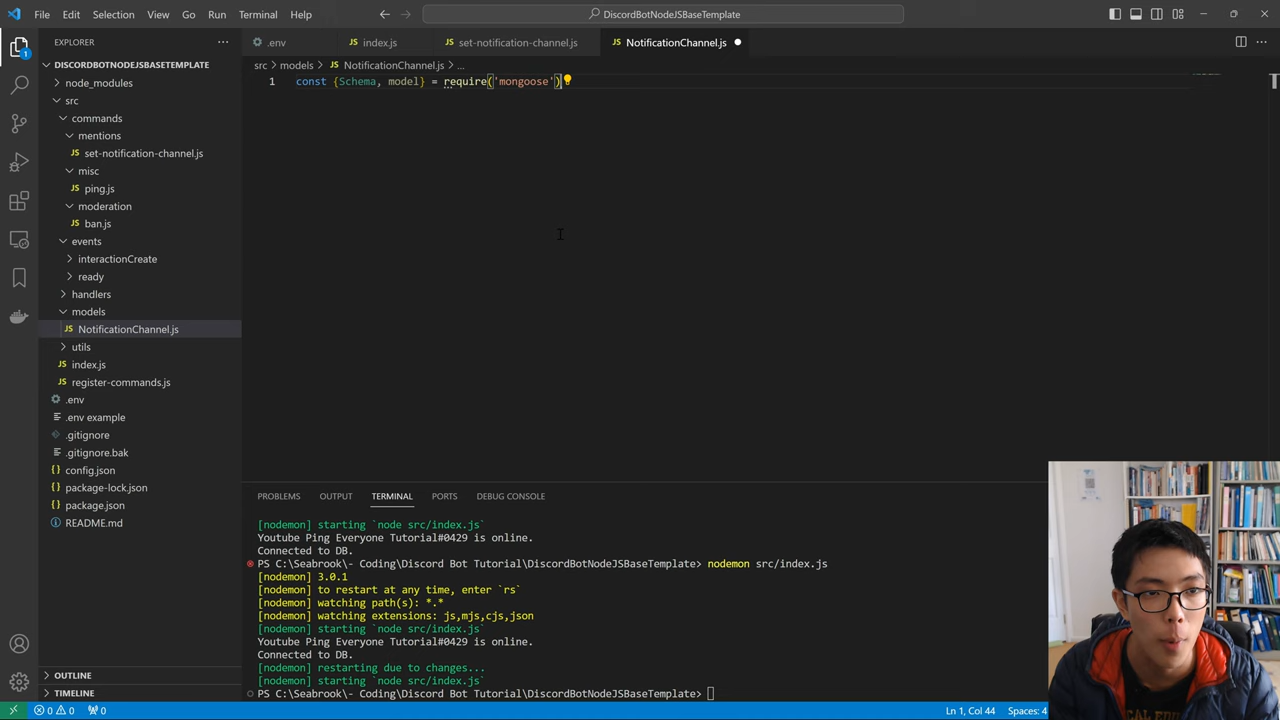 File Edit Selection View Go Run Terminal Help
DiscordBotNodeJSBaseTemplate
EXPLORER
.env
index.js
set-notification-channel.js
NotificationChannel.js
src > models > NotificationChannel.js > ...
1 const {Schema, model} = require('mongoose')
1
DISCORDBOTNODEJSBASETEMPLATE
node_modules
src
commands
mentions
set-notification-channel.js
misc
ping.js
moderation
ban.js
events
interactionCreate
ready
handlers
models
NotificationChannel.js
utils
index.js
register-commands.js
.env
.env example
.gitignore
.gitignore.bak
config.json
package-lock.json
package.json
README.md
OUTLINE
TIMELINE
PROBLEMS OUTPUT TERMINAL PORTS DEBUG CONSOLE
[nodemon] starting `node src/index.js`
Youtube Ping Everyone Tutorial#0429 is online.
Connected to DB.
PS C:\Seabrook\- Coding\Discord Bot Tutorial\DiscordBotNodeJSBaseTemplate> nodemon src/index.js
[nodemon] 3.0.1
[nodemon] to restart at any time, enter `rs`
[nodemon] watching path(s): *.*
[nodemon] watching extensions: js,mjs,cjs,json
[nodemon] starting `node src/index.js`
Youtube Ping Everyone Tutorial#0429 is online.
Connected to DB.
[nodemon] restarting due to changes...
[nodemon] starting `node src/index.js`
PS C:\Seabrook\- Coding\Discord Bot Tutorial\DiscordBotNodeJSBaseTemplate>
0 0 0
Ln 1, Col 44 Spaces: 4